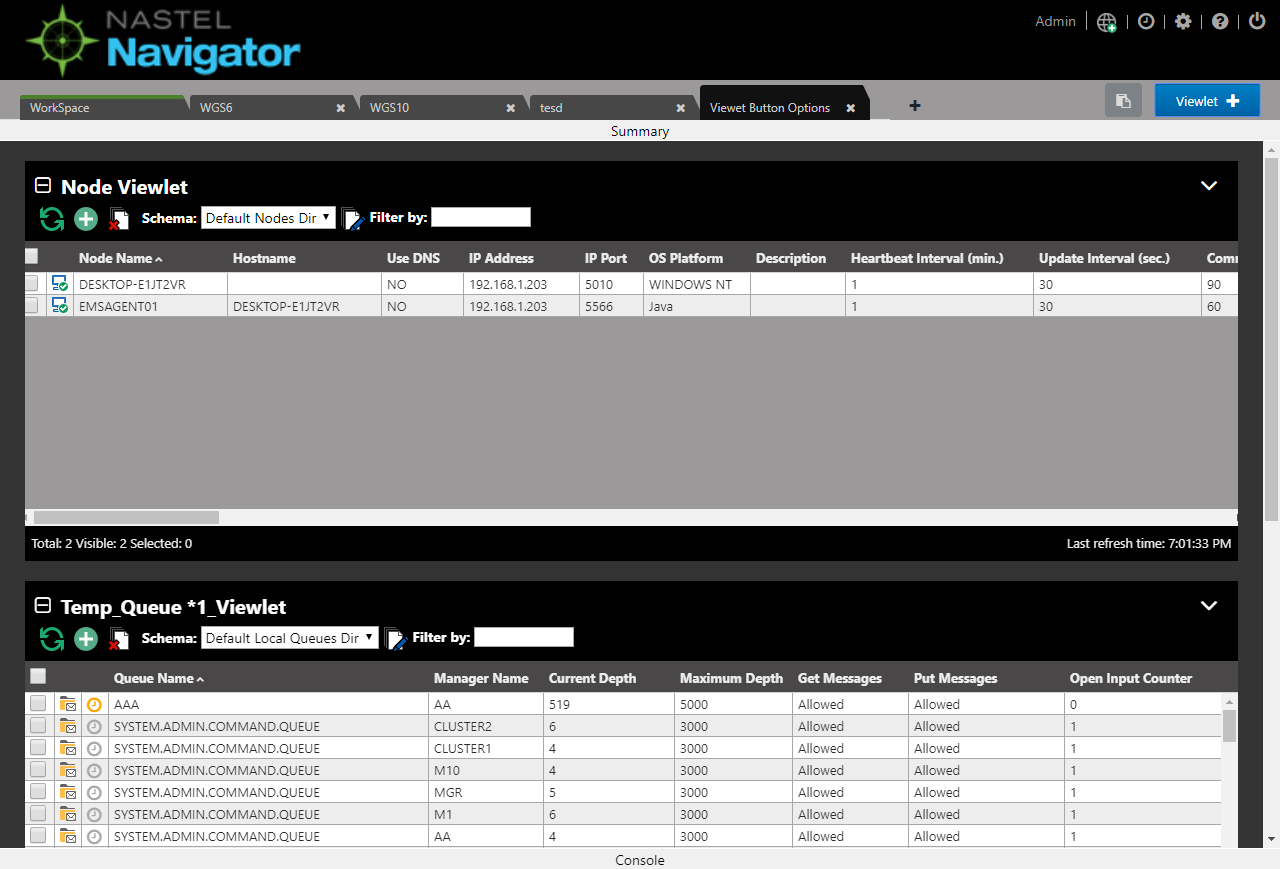 NASTEL
Navigator
Admin
WorkSpace WGS6 WGS10 tesd Viewet Button Options Viewlet
Summary
Node Viewlet
Schema: Default Nodes Dir Filter by:
Node Name Hostname Use DNS IP Address IP Port OS Platform Description Heartbeat Interval (min.) Update Interval (sec.)
DESKTOP-E1JT2VR NO 192.168.1.203 5010 WINDOWS NT 1 30 90
EMSAGENT01 DESKTOP-E1JT2VR NO 192.168.1.203 5566 Java 1 30 60
Total: 2 Visible: 2 Selected: 0 Last refresh time: 7:01:33 PM
Temp_Queue *1_Viewlet
Schema: Default Local Queues Dir Filter by:
Queue Name Manager Name Current Depth Maximum Depth Get Messages Put Messages Open Input Counter
AAA AA 519 5000 Allowed Allowed 0
SYSTEM.ADMIN.COMMAND.QUEUE CLUSTER2 6 3000 Allowed Allowed 1
SYSTEM.ADMIN.COMMAND.QUEUE CLUSTER1 4 3000 Allowed Allowed 1
SYSTEM.ADMIN.COMMAND.QUEUE M10 4 3000 Allowed Allowed 1
SYSTEM.ADMIN.COMMAND.QUEUE MGR 5 3000 Allowed Allowed 1
SYSTEM.ADMIN.COMMAND.QUEUE M1 6 3000 Allowed Allowed 1
SYSTEM.ADMIN.COMMAND.QUEUE AA 4 3000 Allowed Allowed 1
Console